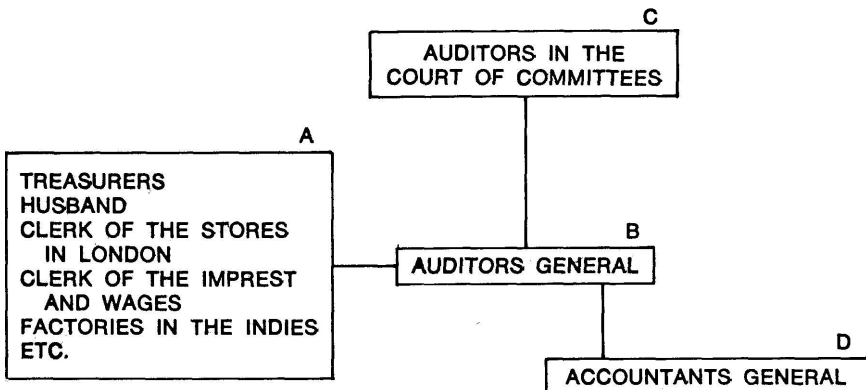 C
AUDITORS IN THE
COURT OF COMMITTEES
A
TREASURERS
HUSBAND
CLERK OF THE STORES
IN LONDON
CLERK OF THE IMPREST
AND WAGES
FACTORIES IN THE INDIES
ETC.
B
AUDITORS GENERAL
D
ACCOUNTANTS GENERAL